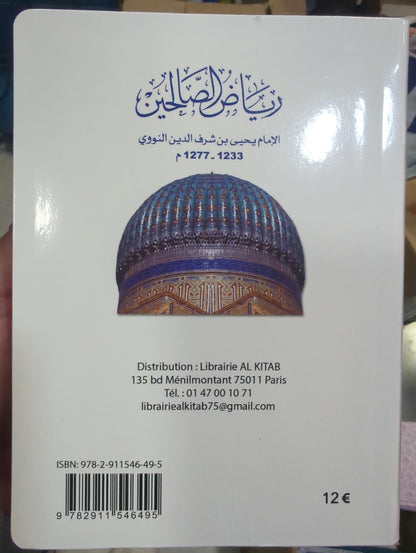 رياض الصالحين
الإمام يحيى بن شرف الدين النووي
1233 - 1277 م
Distribution : Librairie AL KITAB
135 bd Ménilmontant 75011 Paris
Tél. : 01 47 00 10 71
librairiealkitab75@gmail.com
ISBN: 978-2-911546-49-5
9 782911 546495
12 €